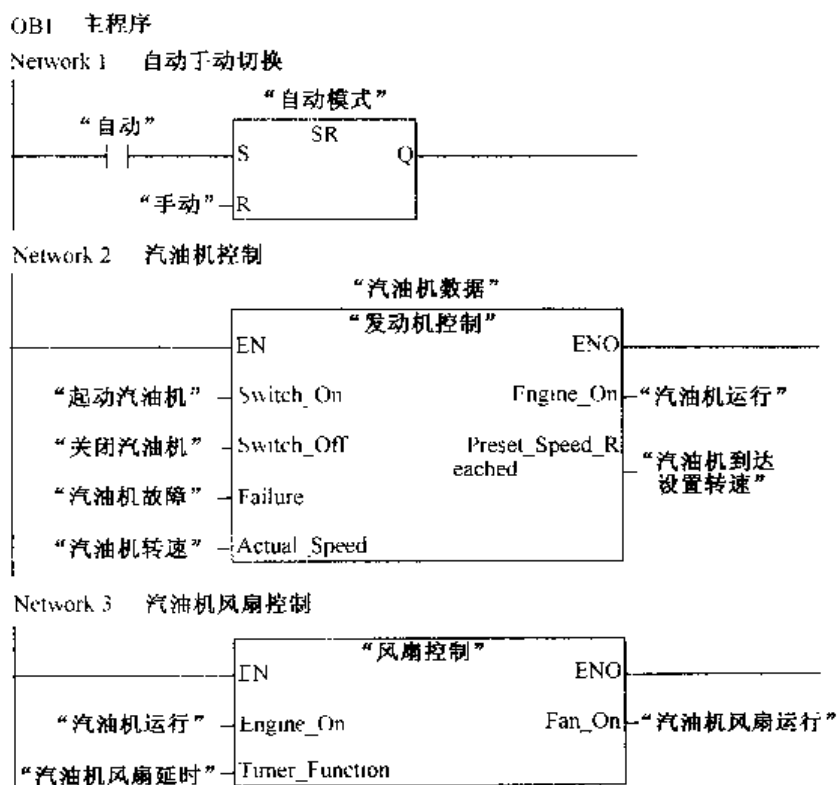 OB1 主程序
Network 1 自动手动切换
“自动模式”
“自动”
SR
S
Q
“手动”
R
Network 2 汽油机控制
“汽油机数据”
“发动机控制”
EN
ENO
“起动汽油机”
Switch_On
Engine_On
“汽油机运行”
“关闭汽油机”
Switch_Off
Preset_Speed_R
eached
“汽油机到达
设置转速”
“汽油机故障”
Failure
“汽油机转速”
Actual_Speed
Network 3 汽油机风扇控制
“风扇控制”
EN
ENO
“汽油机运行”
Engine_On
Fan_On
“汽油机风扇运行”
“汽油机风扇延时”
Timer_Function